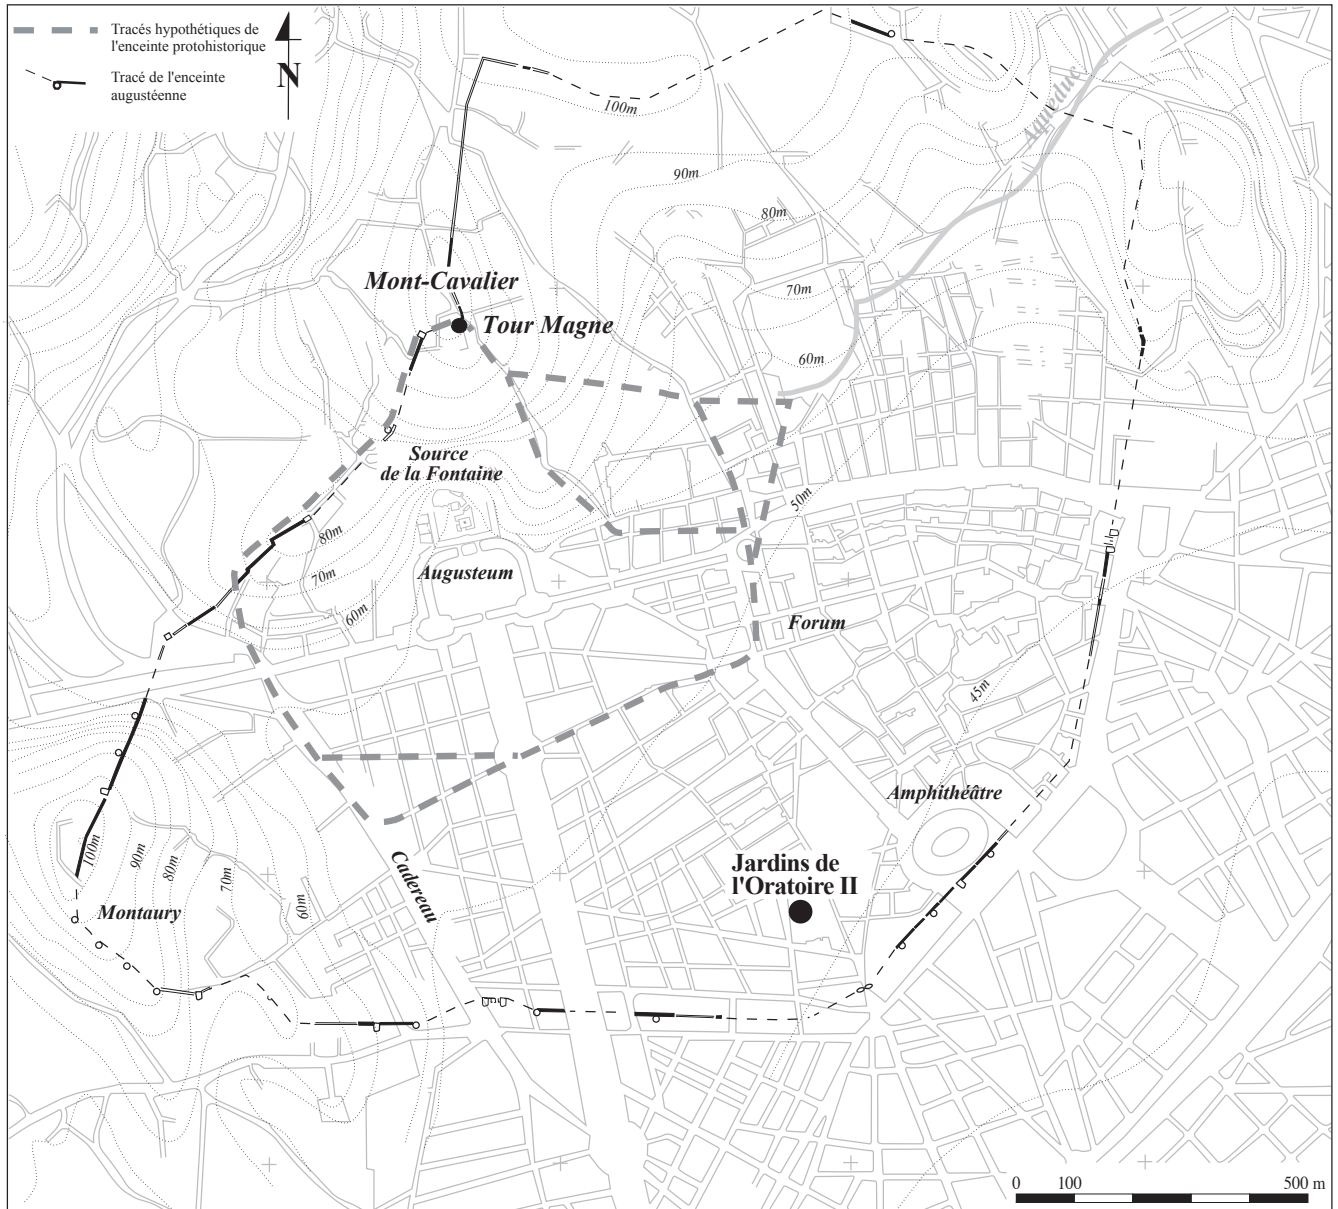 Tracés hypothétiques de
l'enceinte protohistorique
Tracé de l'enceinte
augustéenne
N
100m
Aqueduc
90m
80m
70m
60m
Mont-Cavalier
Tour Magne
Source
de la Fontaine
50m
80m
70m
60m
Augusteum
Forum
45m
Amphithéâtre
Jardins de
l'Oratoire II
Cadereau
100m
90m
80m
70m
60m
Montaury
0 100 500 m